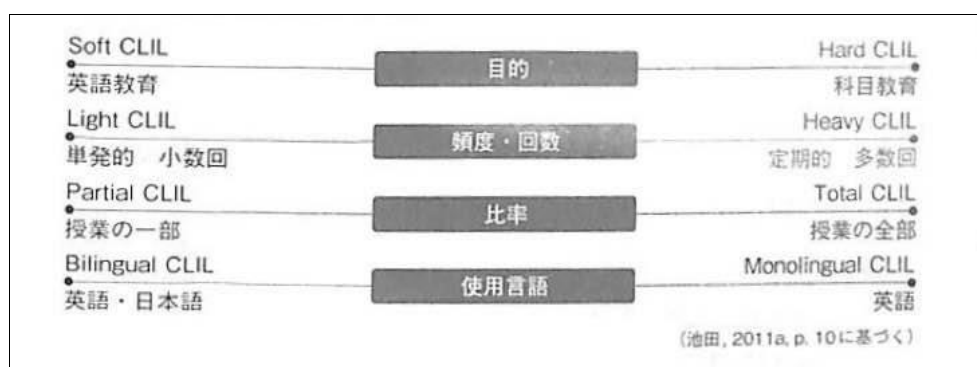 Soft CLIL 目的 Hard CLIL
英語教育 科目教育
Light CLIL 頻度・回数 Heavy CLIL
単発的 小数回 定期的 多数回
Partial CLIL 比率 Total CLIL
授業の一部 授業の全部
Bilingual CLIL 使用言語 Monolingual CLIL
英語・日本語 英語
(池田, 2011a, p. 10に基づく)